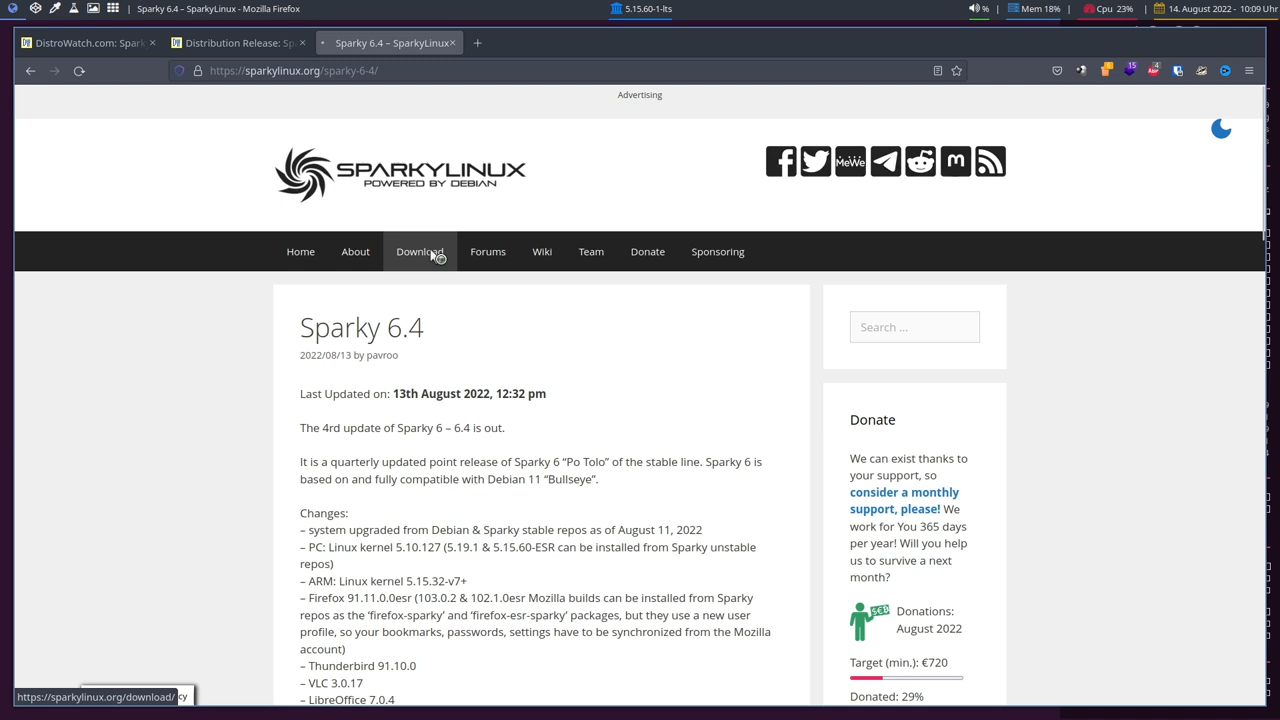 Sparky 6.4 – SparkyLinux - Mozilla Firefox
5.15.60-1-lts
%
Mem 18%
Cpu 23%
14. August 2022 - 10:09 Uhr
DistroWatch.com: Spark
Distribution Release: Sp
Sparky 6.4 – SparkyLinux
https://sparkylinux.org/sparky-6-4/
15
4
Advertising
SPARKYLINUX
POWERED BY DEBIAN
MeWe
m
Home
About
Download
Forums
Wiki
Team
Donate
Sponsoring
Sparky 6.4
2022/08/13 by pavroo
Last Updated on: 13th August 2022, 12:32 pm
The 4rd update of Sparky 6 – 6.4 is out.
It is a quarterly updated point release of Sparky 6 “Po Tolo” of the stable line. Sparky 6 is
based on and fully compatible with Debian 11 “Bullseye”.
Changes:
– system upgraded from Debian & Sparky stable repos as of August 11, 2022
– PC: Linux kernel 5.10.127 (5.19.1 & 5.15.60-ESR can be installed from Sparky unstable
repos)
– ARM: Linux kernel 5.15.32-v7+
– Firefox 91.11.0.0esr (103.0.2 & 102.1.0esr Mozilla builds can be installed from Sparky
repos as the ‘firefox-sparky’ and ‘firefox-esr-sparky’ packages, but they use a new user
profile, so your bookmarks, passwords, settings have to be synchronized from the Mozilla
account)
– Thunderbird 91.10.0
– VLC 3.0.17
– LibreOffice 7.0.4
Search …
Donate
We can exist thanks to
your support, so
consider a monthly
support, please! We
work for You 365 days
per year! Will you help
us to survive a next
month?
Donations:
August 2022
Target (min.): €720
Donated: 29%
https://sparkylinux.org/download/